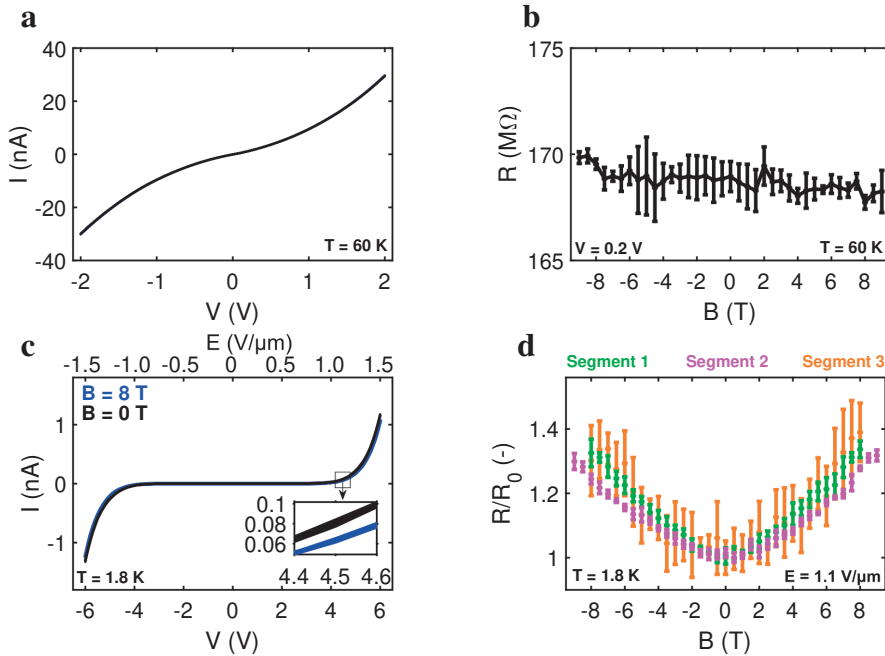 a
I (nA)
40
20
0
-20
-40
T = 60 K
-2
-1
0
1
2
V (V)
b
R (MΩ)
175
170
165
V = 0.2 V
T = 60 K
-8
-6
-4
-2
0
2
4
6
8
B (T)
c
E (V/µm)
-1.5
-1.0
-0.5
0
0.5
1.0
1.5
B = 8 T
B = 0 T
I (nA)
1
0
-1
0.1
0.08
0.06
4.4
4.5
4.6
T = 1.8 K
-6
-4
-2
0
2
4
6
V (V)
d
Segment 1
Segment 2
Segment 3
R/R0 (-)
1.4
1.2
1
T = 1.8 K
E = 1.1 V/µm
-8
-6
-4
-2
0
2
4
6
8
B (T)